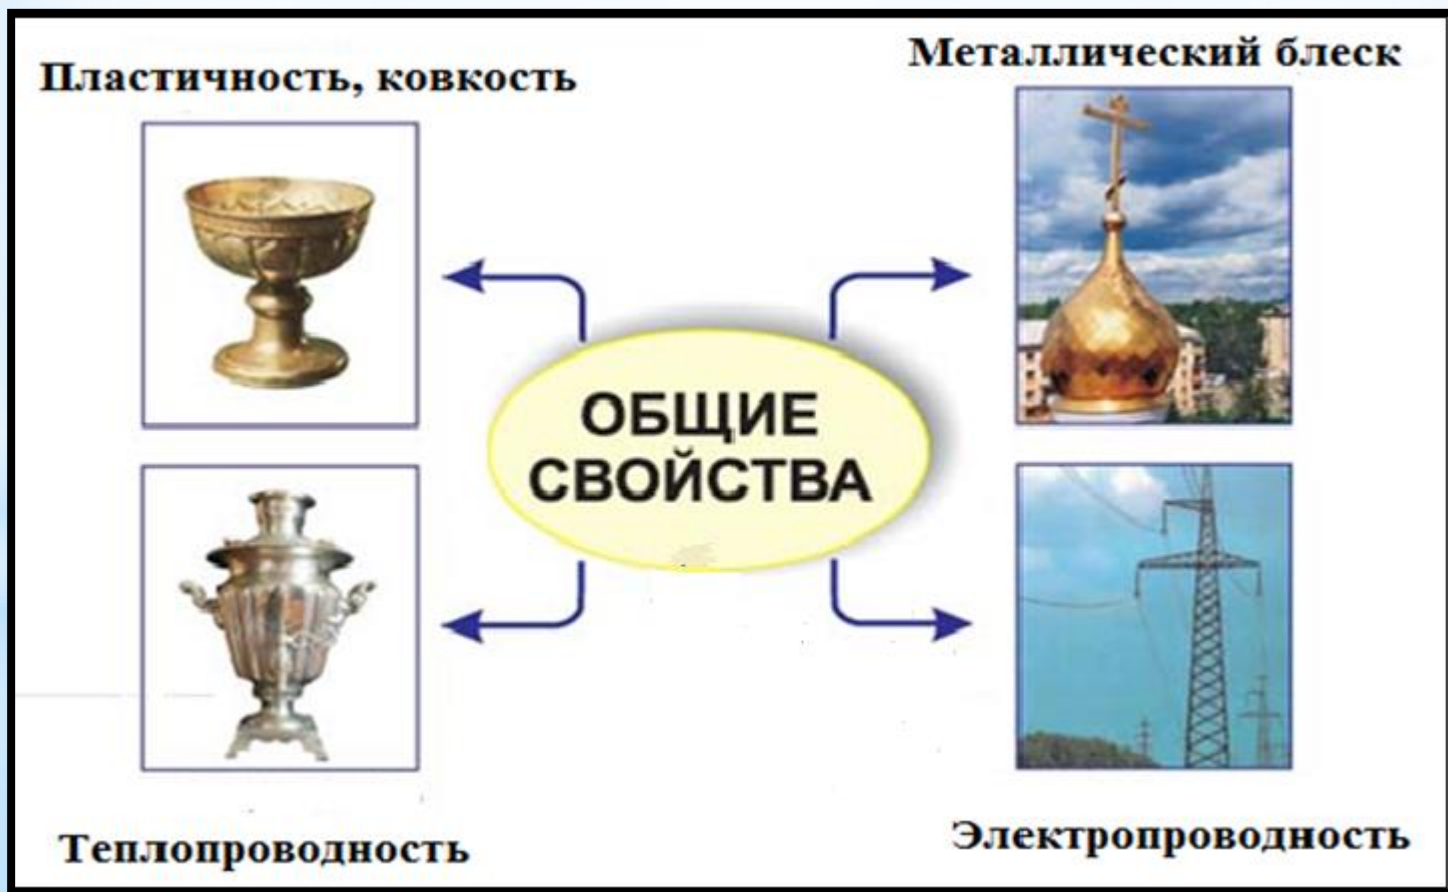 Пластичность, ковкость
Металлический блеск
ОБЩИЕ
СВОЙСТВА
Теплопроводность
Электропроводность